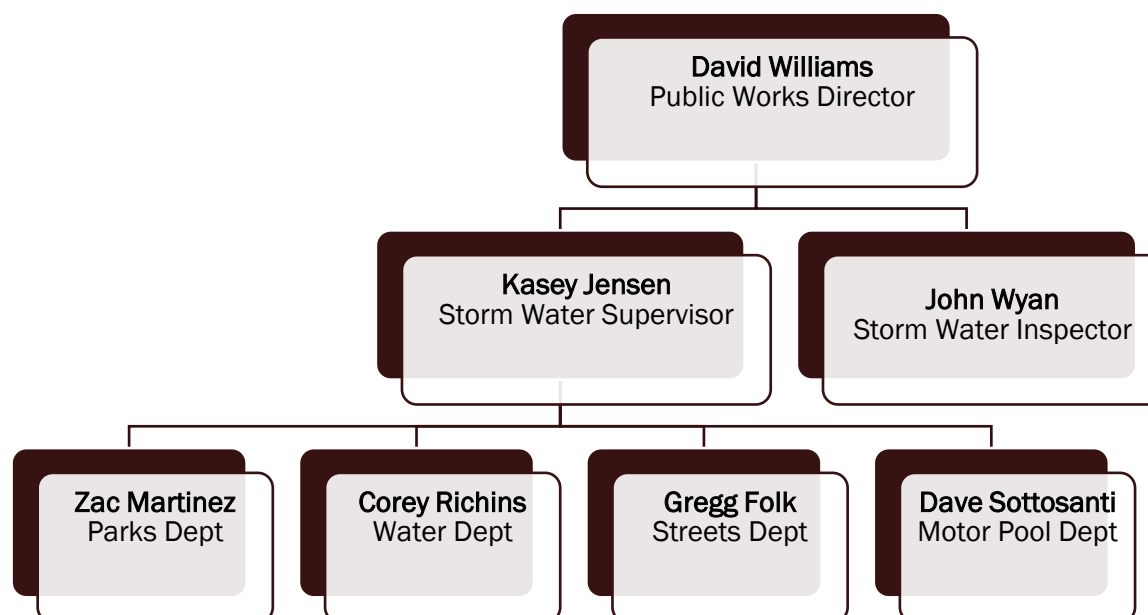 David Williams
Public Works Director
Kasey Jensen
Storm Water Supervisor
John Wyan
Storm Water Inspector
Zac Martinez
Parks Dept
Corey Richins
Water Dept
Gregg Folk
Streets Dept
Dave Sottosanti
Motor Pool Dept